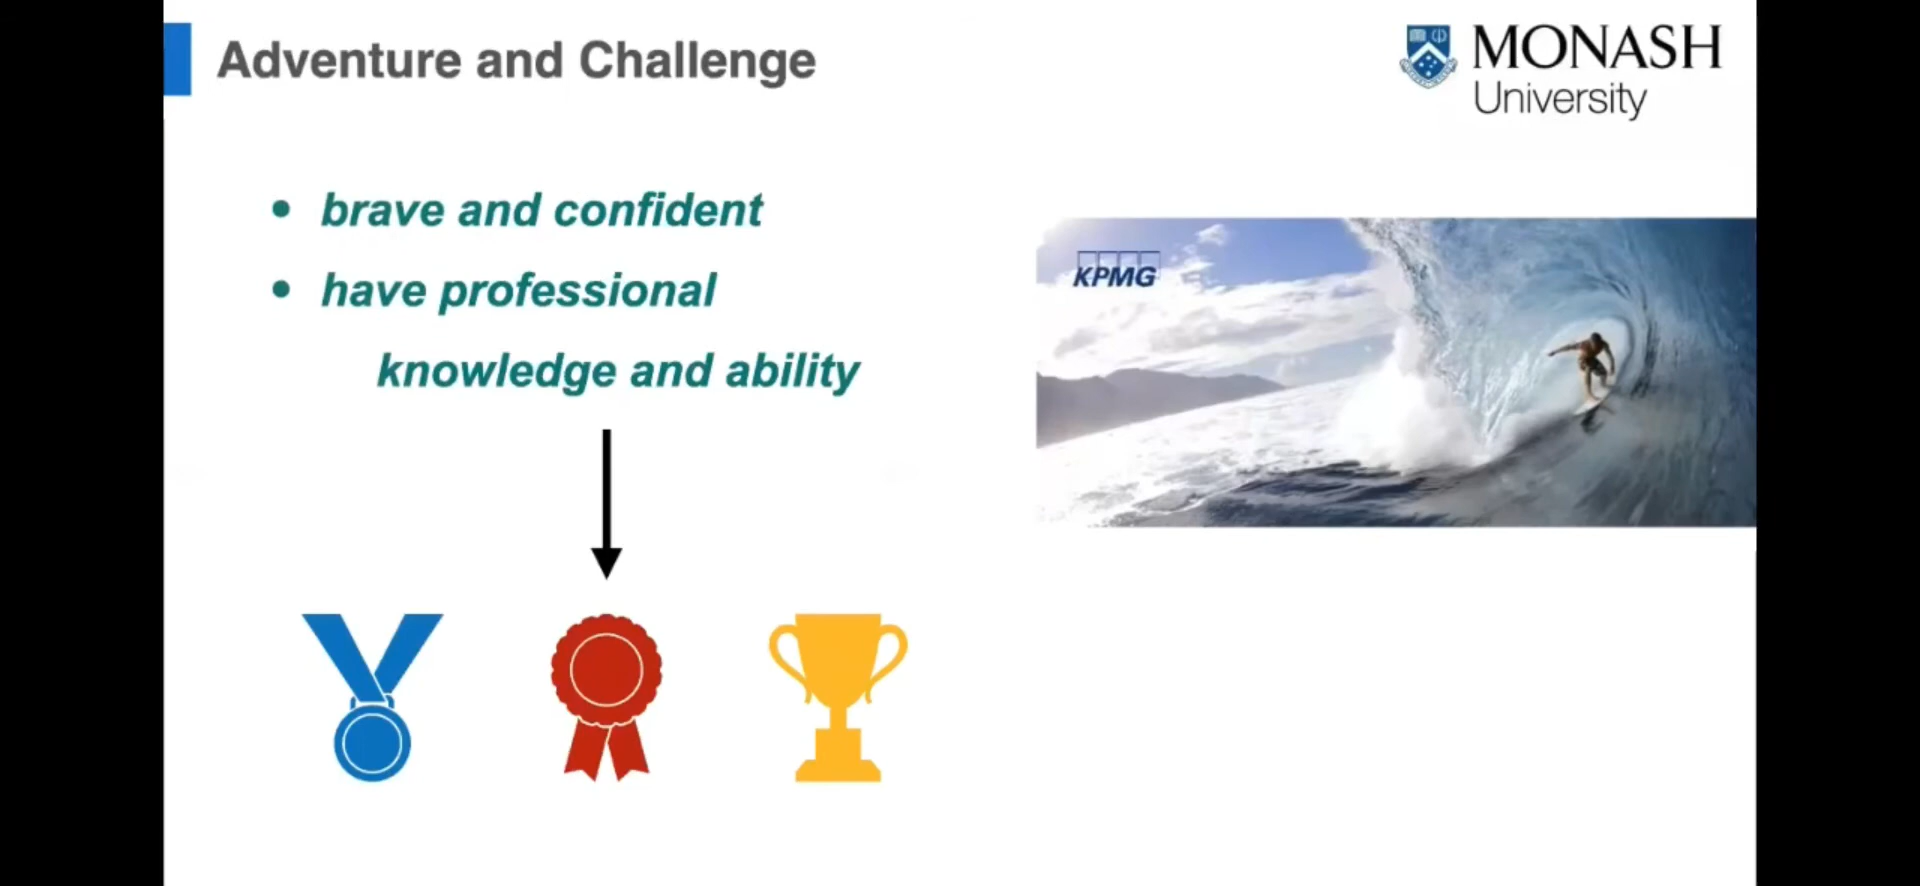 Adventure and Challenge
MONASH
University
• brave and confident
• have professional
knowledge and ability
KPMG